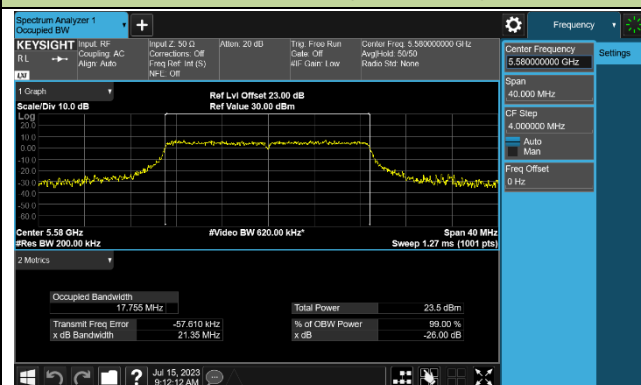 Spectrum Analyzer 1
Occupied BW
Frequency
KEYSIGHT
Input: RF
Coupling: AC
Align: Auto
Input Z: 50 Ω
Corrections: Off
Freq Ref: Int (S)
NFE: Off
Atten: 20 dB
Trig: Free Run
Gate: Off
#IF Gain: Low
Center Freq: 5.580000000 GHz
Avg|Hold: 50/50
Radio Std: None
RL
LXI
Center Frequency
5.580000000 GHz
Settings
Span
40.000 MHz
CF Step
4.000000 MHz
Auto
Man
Freq Offset
0 Hz
1 Graph
Scale/Div 10.0 dB
Ref Lvl Offset 23.00 dB
Ref Value 30.00 dBm
Log
20.0
10.0
0.00
-10.0
-20.0
-30.0
-40.0
-50.0
-60.0
Center 5.58 GHz
#Res BW 200.00 kHz
#Video BW 620.00 kHz*
Span 40 MHz
Sweep 1.27 ms (1001 pts)
2 Metrics
Occupied Bandwidth
17.755 MHz
Total Power 23.5 dBm
Transmit Freq Error -57.610 kHz
% of OBW Power 99.00 %
x dB Bandwidth 21.35 MHz
x dB -26.00 dB
?
Jul 15, 2023
9:12:12 AM